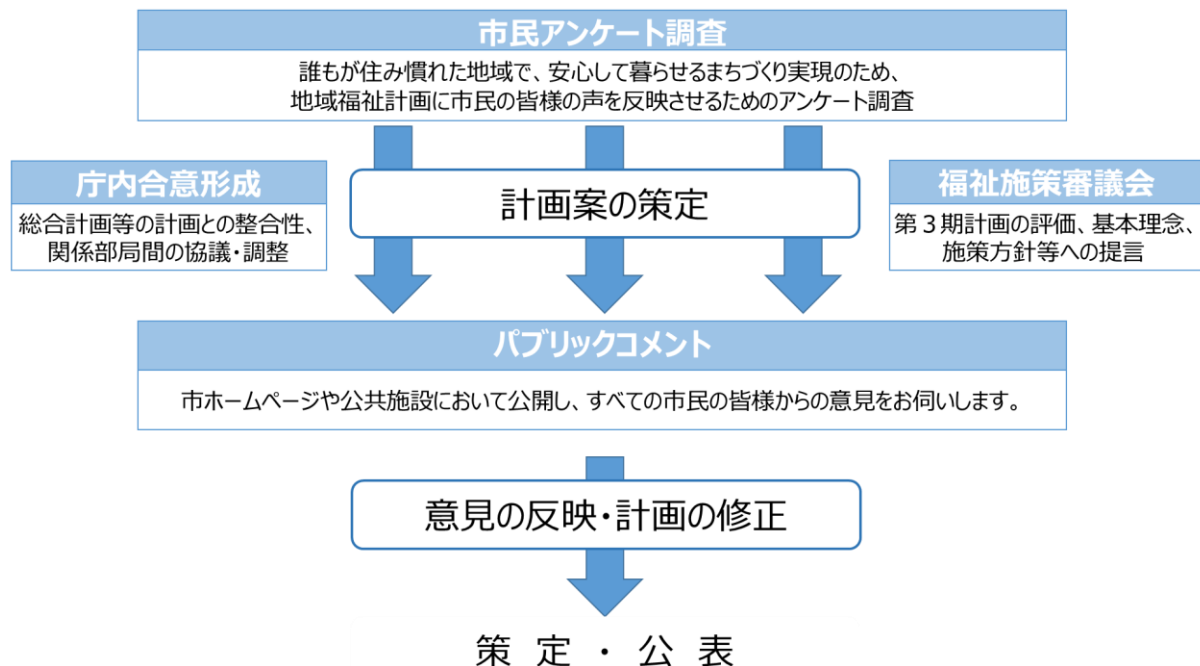 市民アンケート調査
誰もが住み慣れた地域で、安心して暮らせるまちづくり実現のため、
地域福祉計画に市民の皆様の声を反映させるためのアンケート調査
庁内合意形成
総合計画等の計画との整合性、
関係部局間の協議・調整
計画案の策定
福祉施策審議会
第３期計画の評価、基本理念、
施策方針等への提言
パブリックコメント
市ホームページや公共施設において公開し、すべての市民の皆様からの意見をお伺いします。
意見の反映・計画の修正
策 定 ・ 公 表